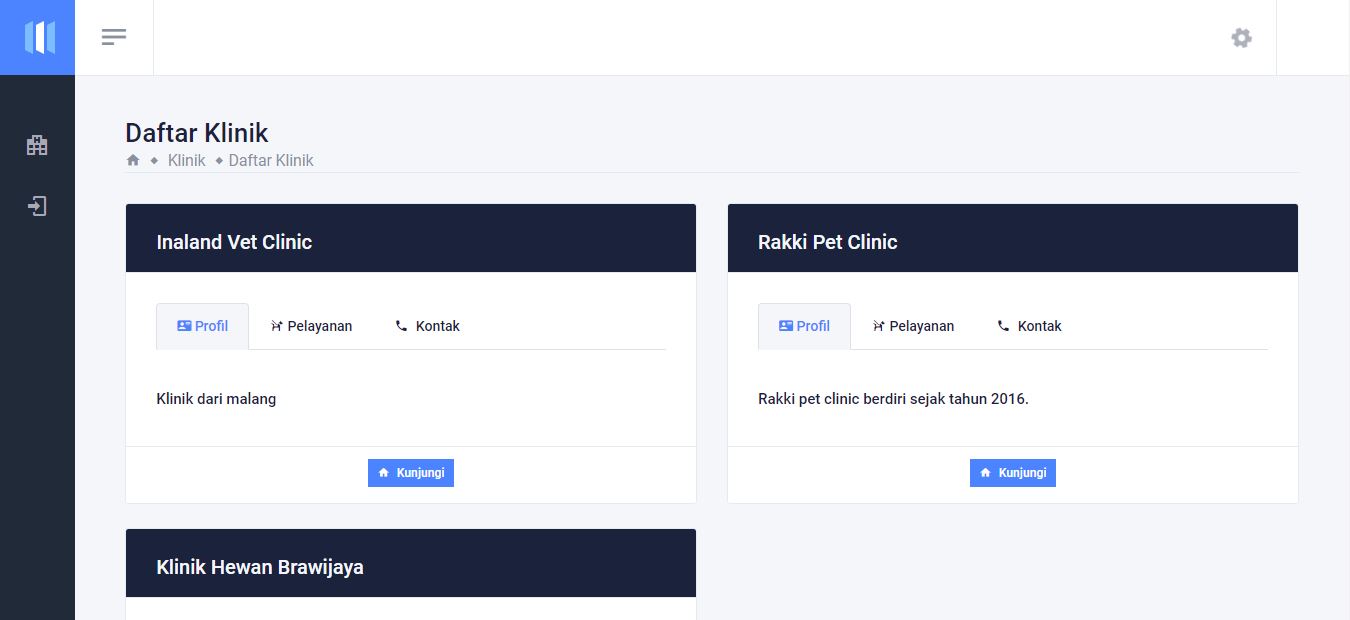 Daftar Klinik
Klinik Daftar Klinik
Inaland Vet Clinic
Profil Pelayanan Kontak
Klinik dari malang
Kunjungi
Rakki Pet Clinic
Profil Pelayanan Kontak
Rakki pet clinic berdiri sejak tahun 2016.
Kunjungi
Klinik Hewan Brawijaya